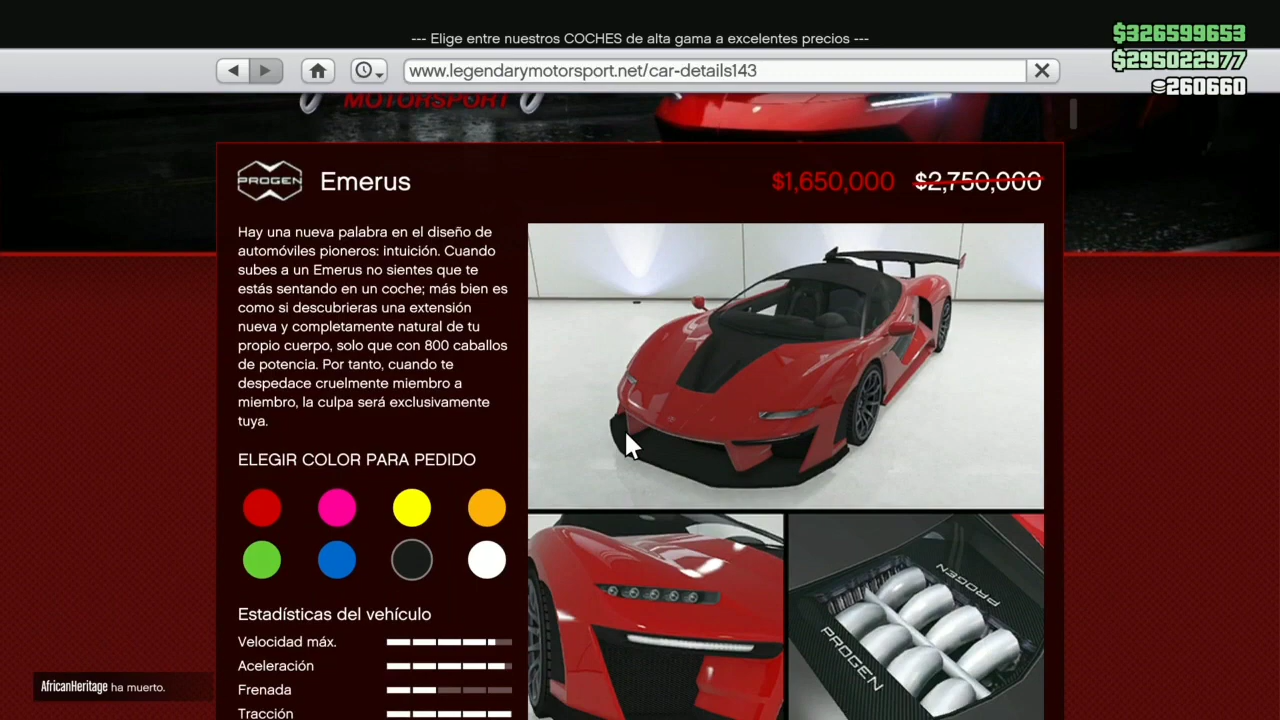 --- Elige entre nuestros COCHES de alta gama a excelentes precios ---
$326599653
$295022977
260660
www.legendarymotorsport.net/car-details143
MOTORSPORT
PROGEN
Emerus
$1,650,000
$2,750,000
Hay una nueva palabra en el diseño de
automóviles pioneros: intuición. Cuando
subes a un Emerus no sientes que te
estás sentando en un coche; más bien es
como si descubrieras una extensión
nueva y completamente natural de tu
propio cuerpo, solo que con 800 caballos
de potencia. Por tanto, cuando te
despedace cruelmente miembro a
miembro, la culpa será exclusivamente
tuya.
ELEGIR COLOR PARA PEDIDO
Estadísticas del vehículo
Velocidad máx.
Aceleración
Frenada
Tracción
PROGEN
PROGEN
AfricanHeritage ha muerto.